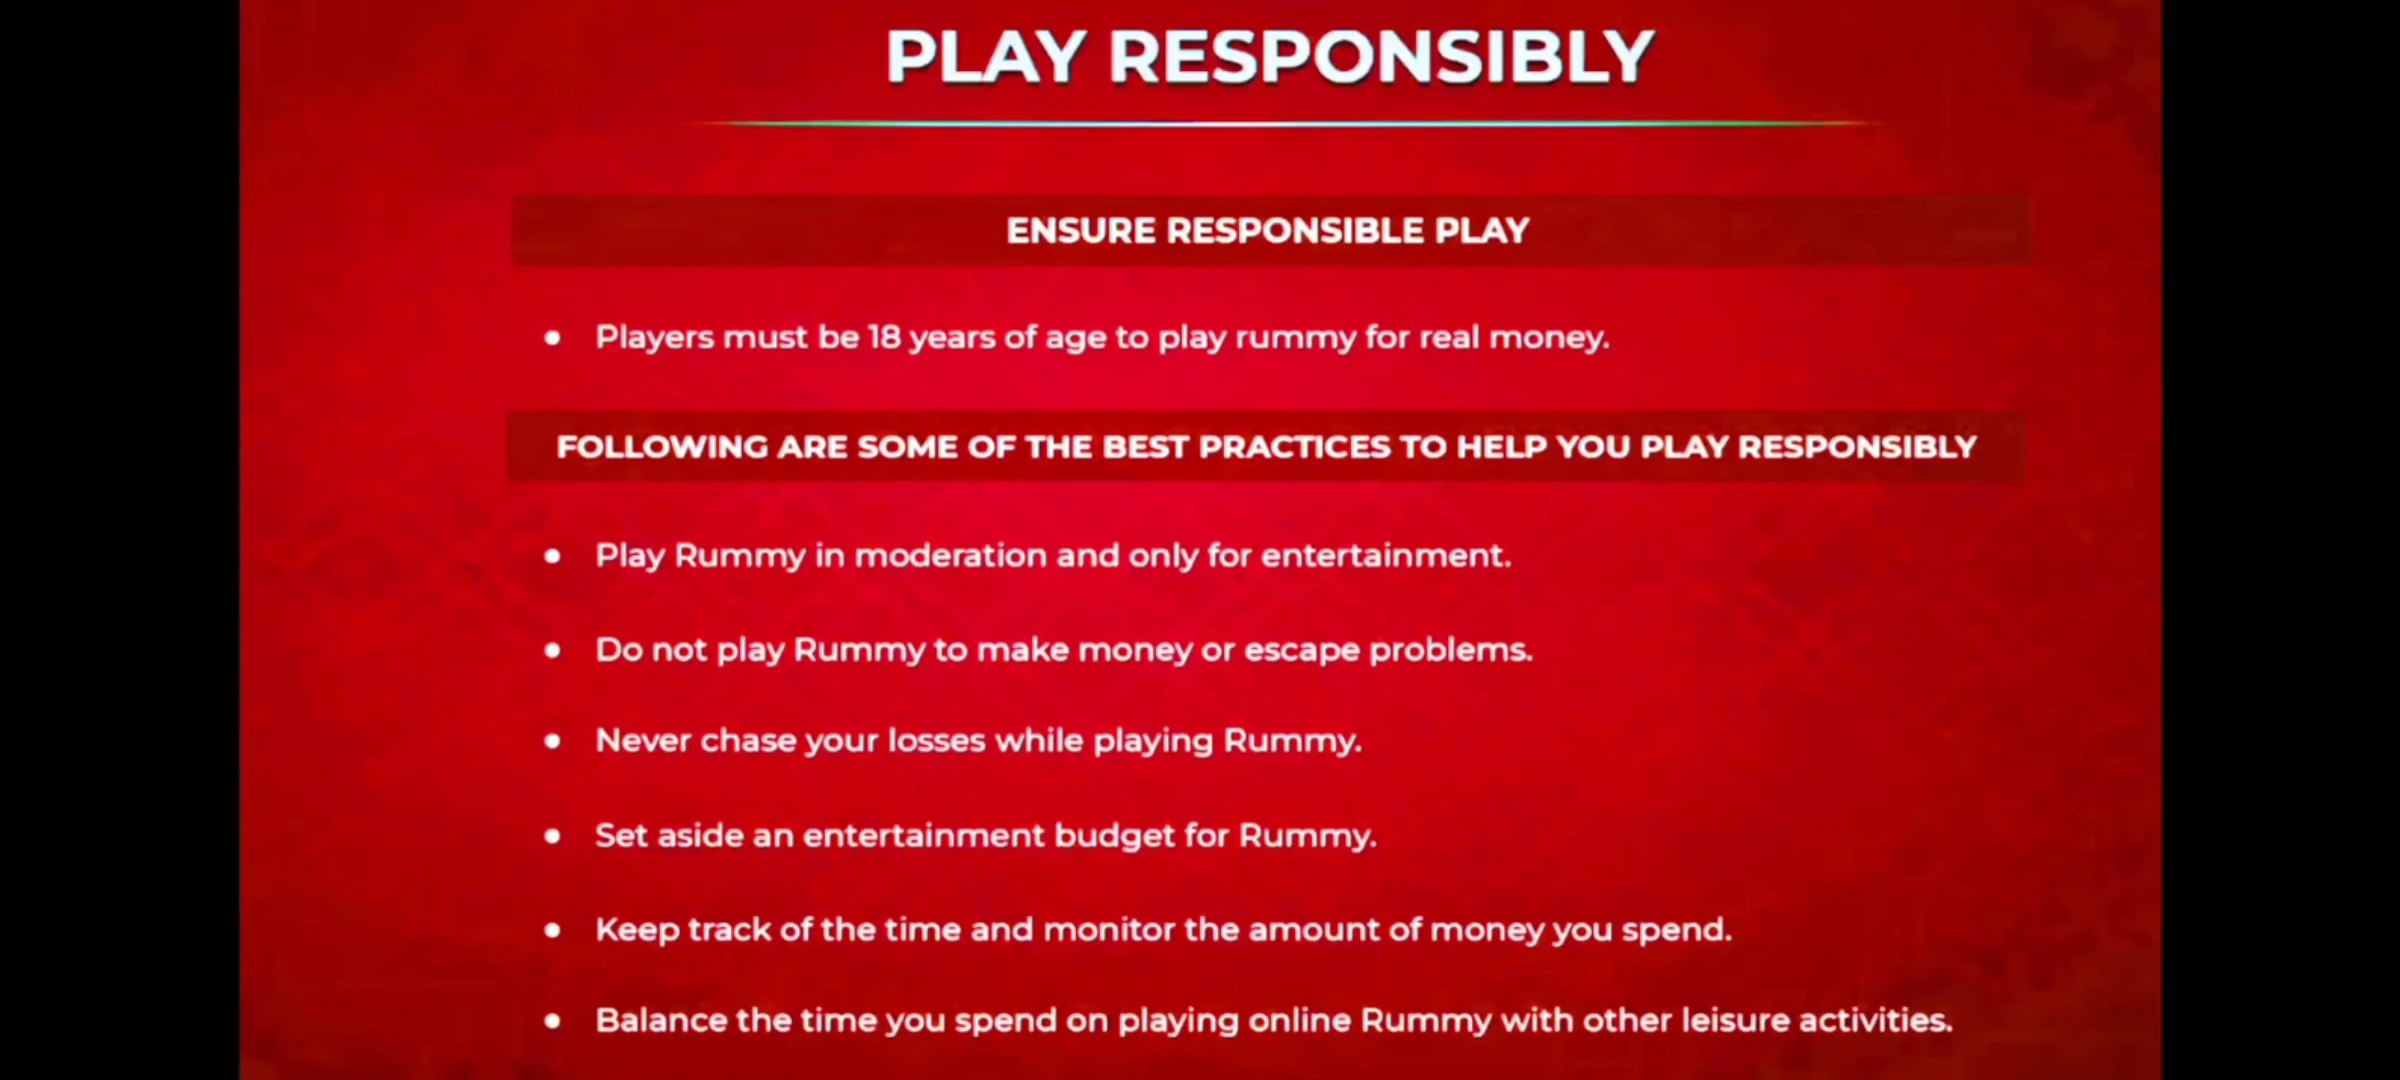 PLAY RESPONSIBLY
ENSURE RESPONSIBLE PLAY
• Players must be 18 years of age to play rummy for real money.
FOLLOWING ARE SOME OF THE BEST PRACTICES TO HELP YOU PLAY RESPONSIBLY
• Play Rummy in moderation and only for entertainment.
• Do not play Rummy to make money or escape problems.
• Never chase your losses while playing Rummy.
• Set aside an entertainment budget for Rummy.
• Keep track of the time and monitor the amount of money you spend.
• Balance the time you spend on playing online Rummy with other leisure activities.